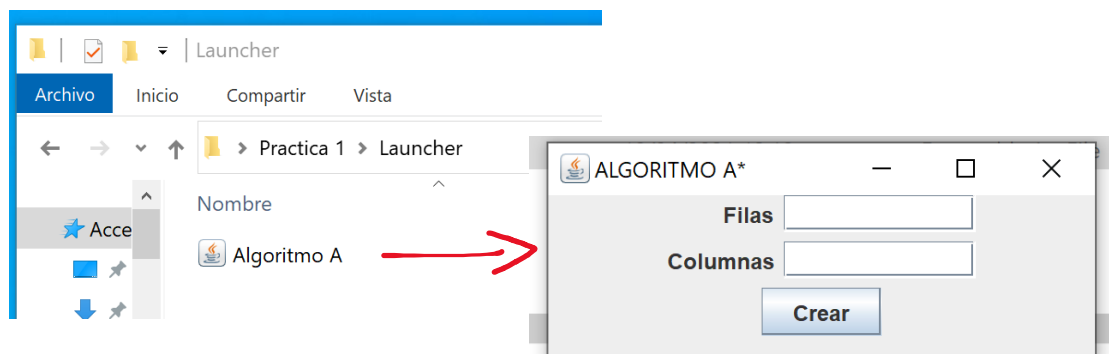 Launcher
Archivo Inicio Compartir Vista
Practica 1 Launcher
Nombre
Acce
Algoritmo A
ALGORITMO A*
Filas
Columnas
Crear